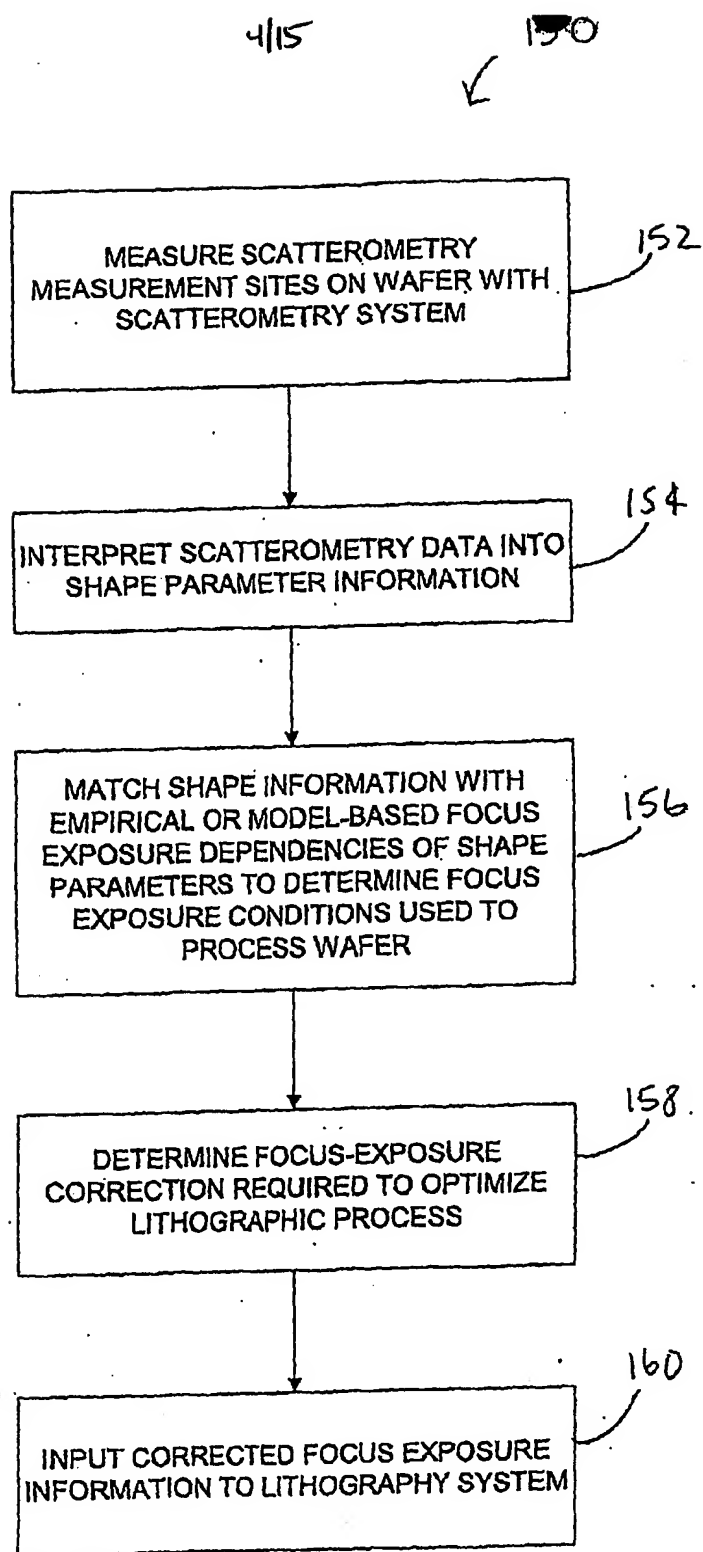 4/15
150
MEASURE SCATTEROMETRY
MEASUREMENT SITES ON WAFER WITH
SCATTEROMETRY SYSTEM
152
INTERPRET SCATTEROMETRY DATA INTO
SHAPE PARAMETER INFORMATION
154
MATCH SHAPE INFORMATION WITH
EMPIRICAL OR MODEL-BASED FOCUS
EXPOSURE DEPENDENCIES OF SHAPE
PARAMETERS TO DETERMINE FOCUS
EXPOSURE CONDITIONS USED TO
PROCESS WAFER
156
DETERMINE FOCUS-EXPOSURE
CORRECTION REQUIRED TO OPTIMIZE
LITHOGRAPHIC PROCESS
158
INPUT CORRECTED FOCUS EXPOSURE
INFORMATION TO LITHOGRAPHY SYSTEM
160